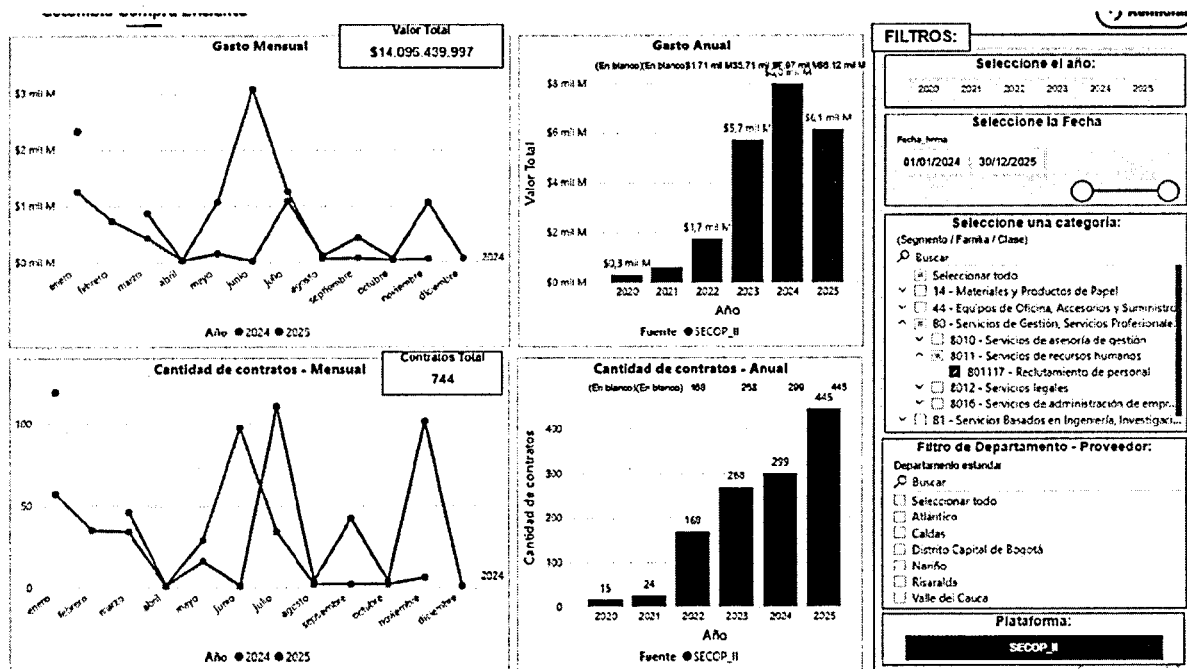 Colombia Compra Eficiente
Gasto Mensual
Valor Total
$14.095.439.997
$3 mil M
$2 mil M
$1 mil M
$0 mil M
enero
febrero
marzo
abril
mayo
junio
julio
agosto
septiembre
octubre
noviembre
diciembre
2024
Año 2024 2025
Gasto Anual
(En blanco)(En blanco)
Valor Total
$8 mil M
$6 mil M
$4 mil M
$2 mil M
$0 mil M
$0,3 mil M
$1,7 mil M
$5,7 mil M
$6,1 mil M
2020 2021 2022 2023 2024 2025
Año
Fuente SECOP_II
Cantidad de contratos - Mensual
Contratos Total
744
100
50
0
enero
febrero
marzo
abril
mayo
junio
julio
agosto
septiembre
octubre
noviembre
diciembre
2024
Año 2024 2025
Cantidad de contratos - Anual
(En blanco)(En blanco) 299 445
Cantidad de contratos
400
300
200
100
0
15
24
169
268
299
445
2020 2021 2022 2023 2024 2025
Año
Fuente SECOP_II
FILTROS:
Seleccione el año:
2020 2021 2022 2023 2024 2025
Seleccione la Fecha
Fecha_firma
01/01/2024 30/12/2025
Seleccione una categoría:
(Segmento / Familia / Clase)
Buscar
Seleccionar todo
14 - Materiales y Productos de Papel
44 - Equipos de Oficina, Accesorios y Suministro
80 - Servicios de Gestión, Servicios Profesionale...
8010 - Servicios de asesoría de gestión
8011 - Servicios de recursos humanos
801117 - Reclutamiento de personal
8012 - Servicios legales
8016 - Servicios de administración de empr...
81 - Servicios Basados en Ingeniería, Investigaci...
Filtro de Departamento - Proveedor:
Departamento estandar
Buscar
Seleccionar todo
Atlántico
Caldas
Distrito Capital de Bogotá
Nariño
Risaralda
Valle del Cauca
Plataforma:
SECOP_II